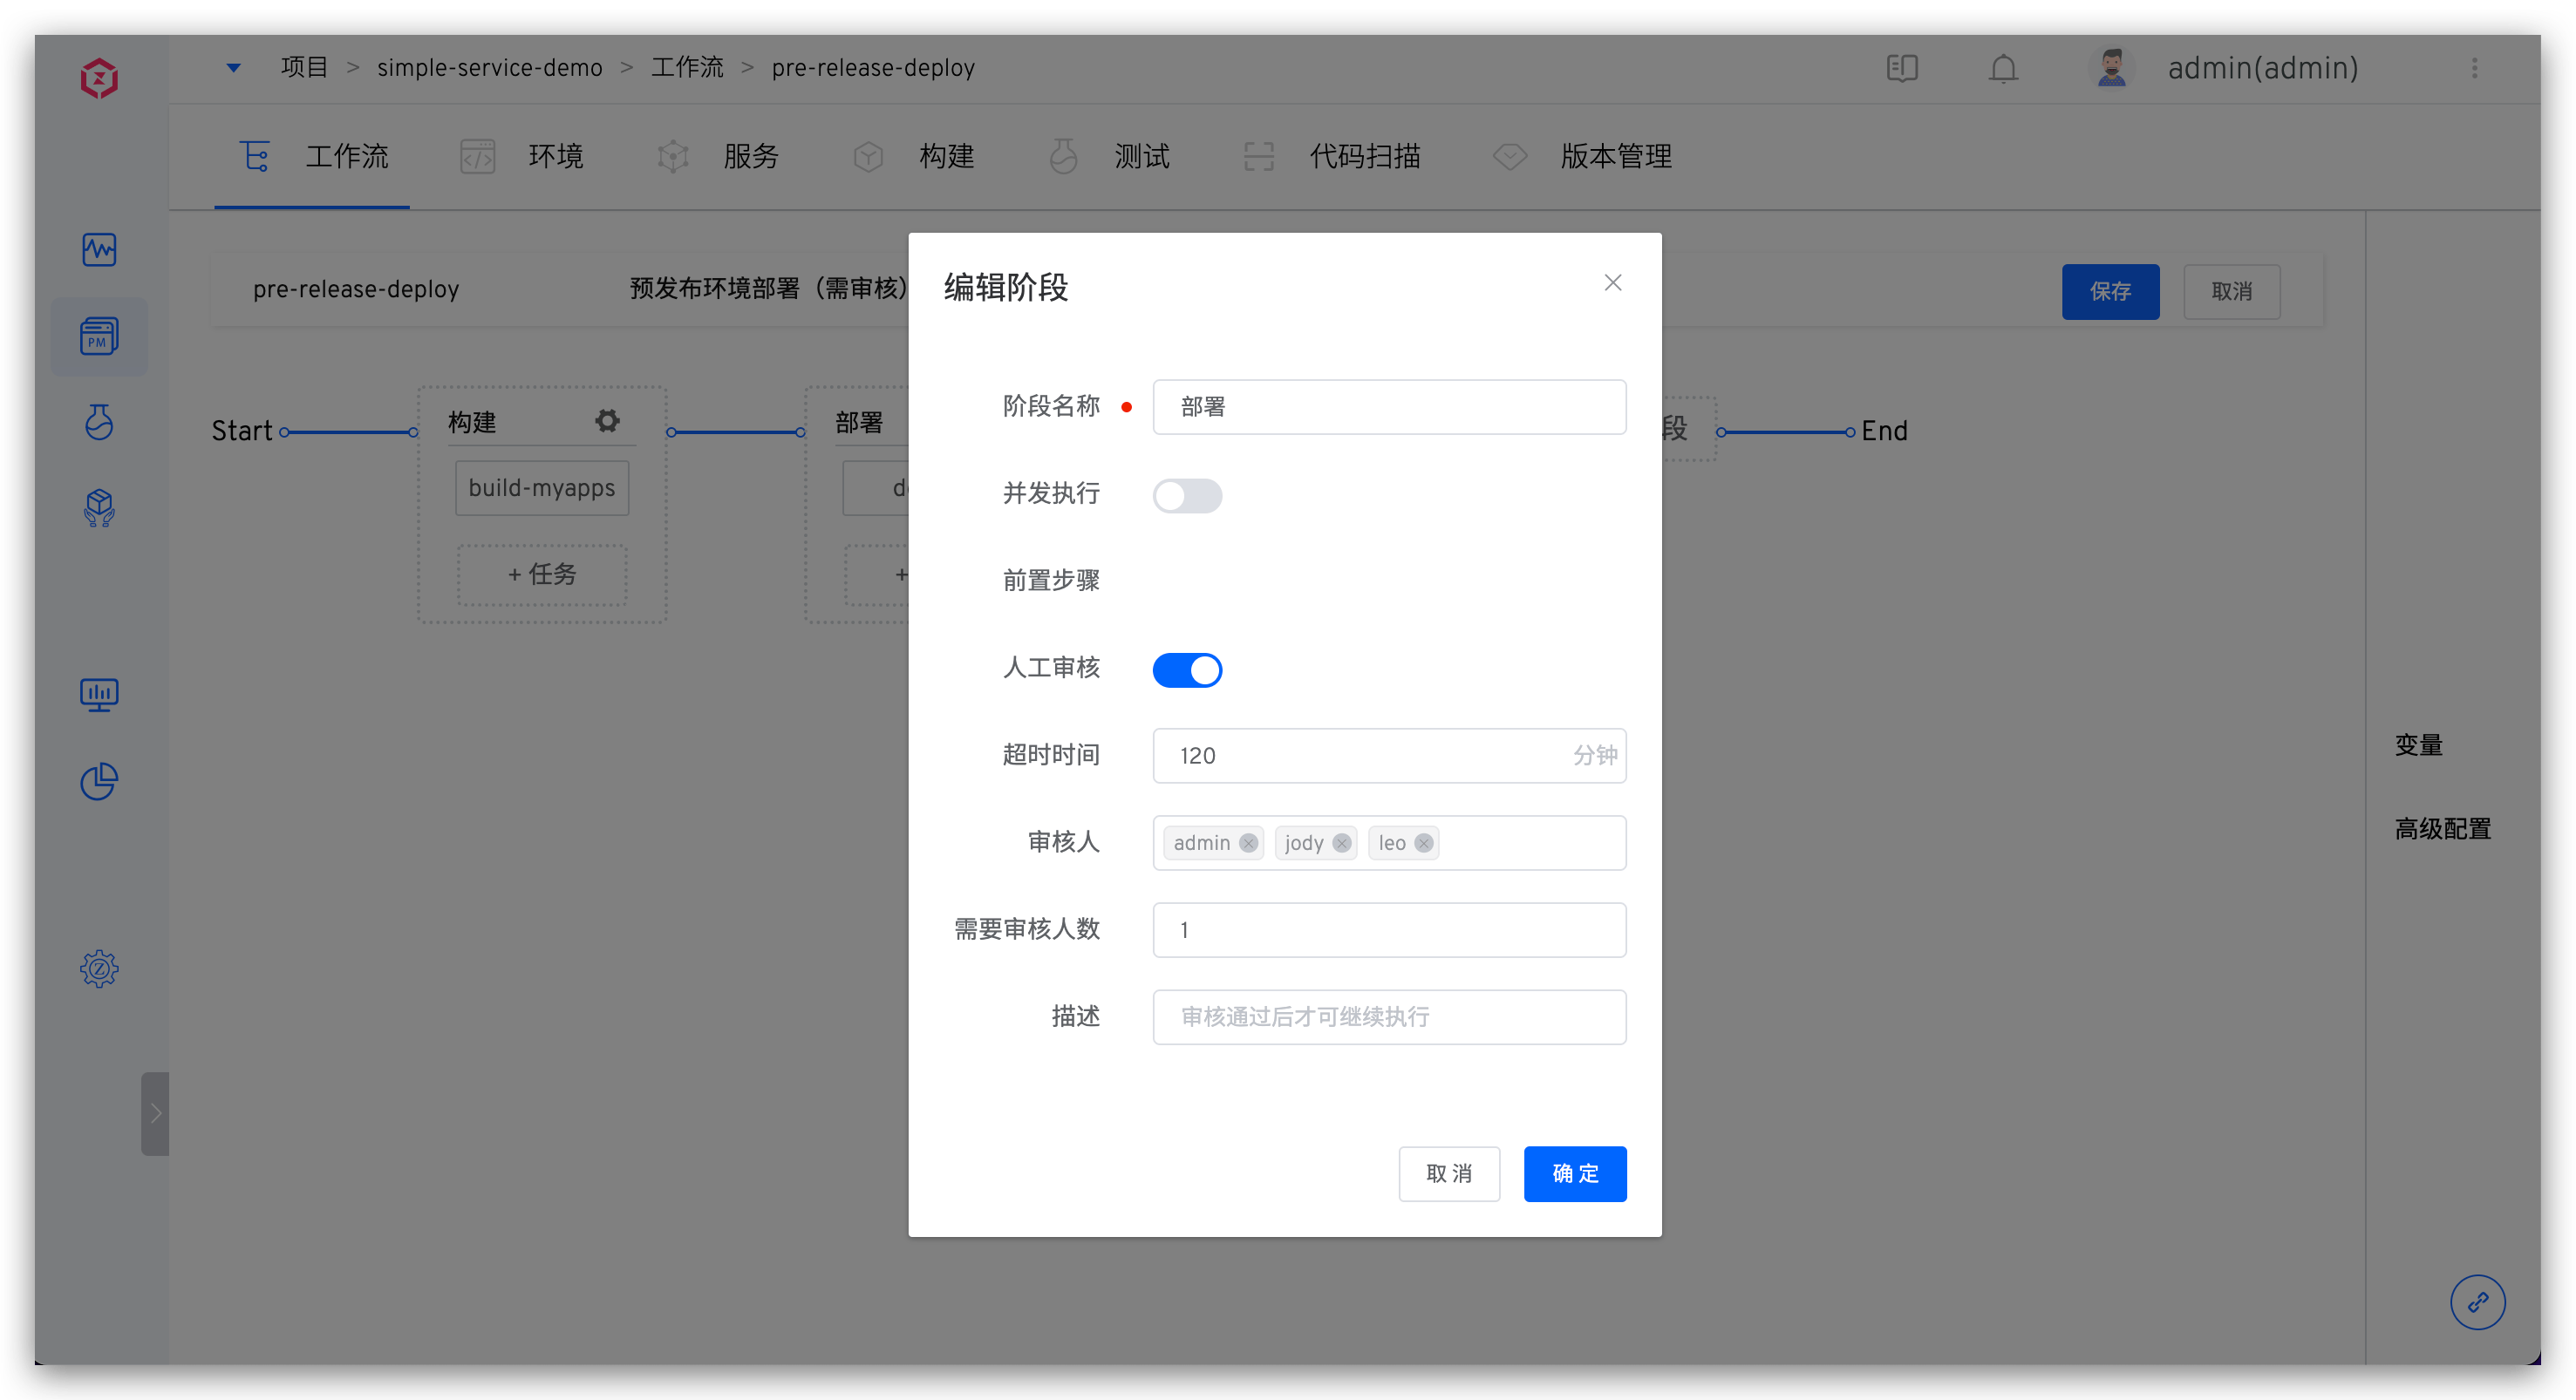 项目 > simple-service-demo > 工作流 > pre-release-deploy
admin(admin)
工作流 环境 服务 构建 测试 代码扫描 版本管理
pre-release-deploy 预发布环境部署（需审核）
保存 取消
Start
构建
build-myapps
+ 任务
部署
+
段
End
编辑阶段
阶段名称 部署
并发执行
前置步骤
人工审核
超时时间 120 分钟
审核人 admin jody leo
需要审核人数 1
描述 审核通过后才可继续执行
取消 确定
变量
高级配置
PM